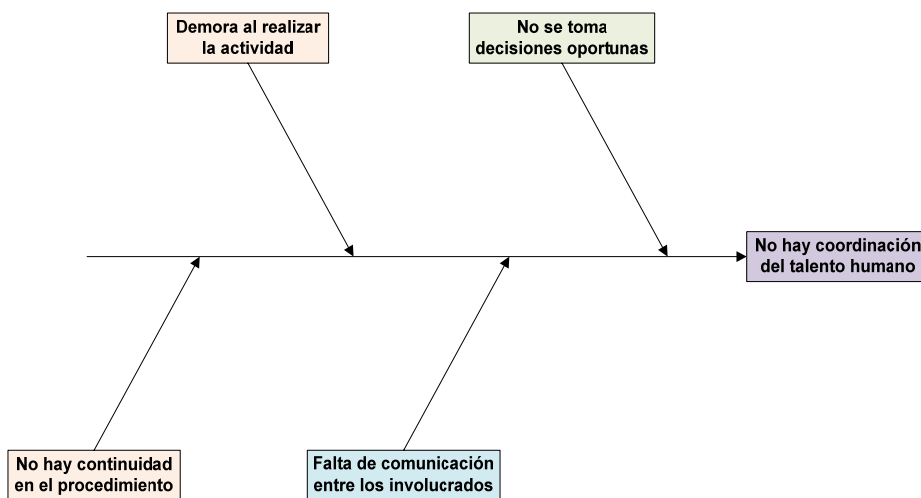 Demora al realizar
la actividad
No se toma
decisiones oportunas
No hay coordinación
del talento humano
No hay continuidad
en el procedimiento
Falta de comunicación
entre los involucrados